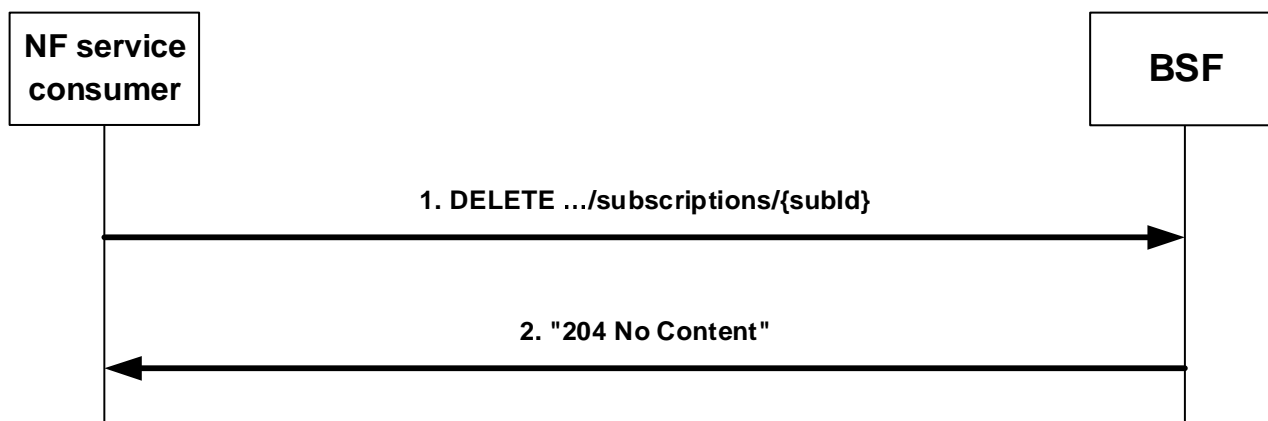 NF service
consumer
BSF
1. DELETE …/subscriptions/{subId}
2. "204 No Content"